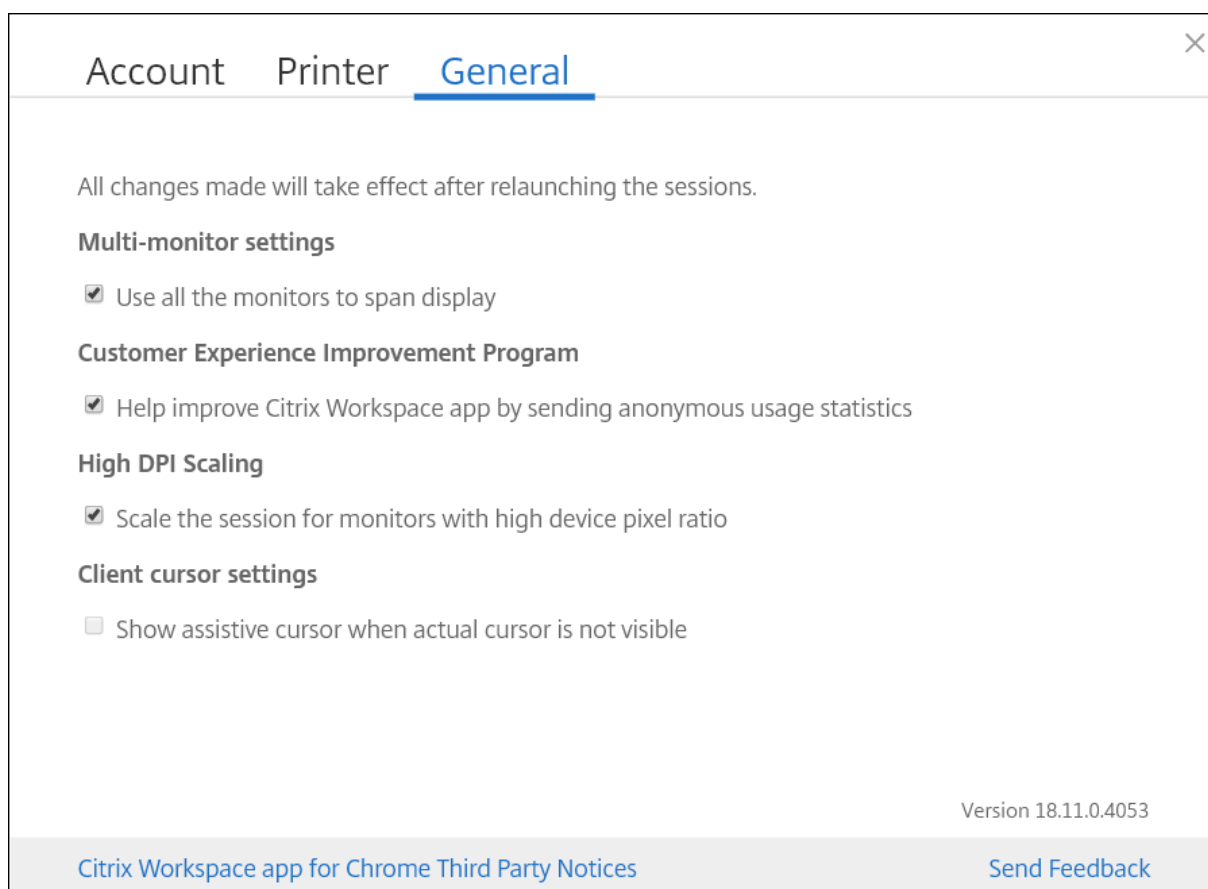 Account Printer General
All changes made will take effect after relaunching the sessions.
Multi-monitor settings
Use all the monitors to span display
Customer Experience Improvement Program
Help improve Citrix Workspace app by sending anonymous usage statistics
High DPI Scaling
Scale the session for monitors with high device pixel ratio
Client cursor settings
Show assistive cursor when actual cursor is not visible
Version 18.11.0.4053
Citrix Workspace app for Chrome Third Party Notices Send Feedback